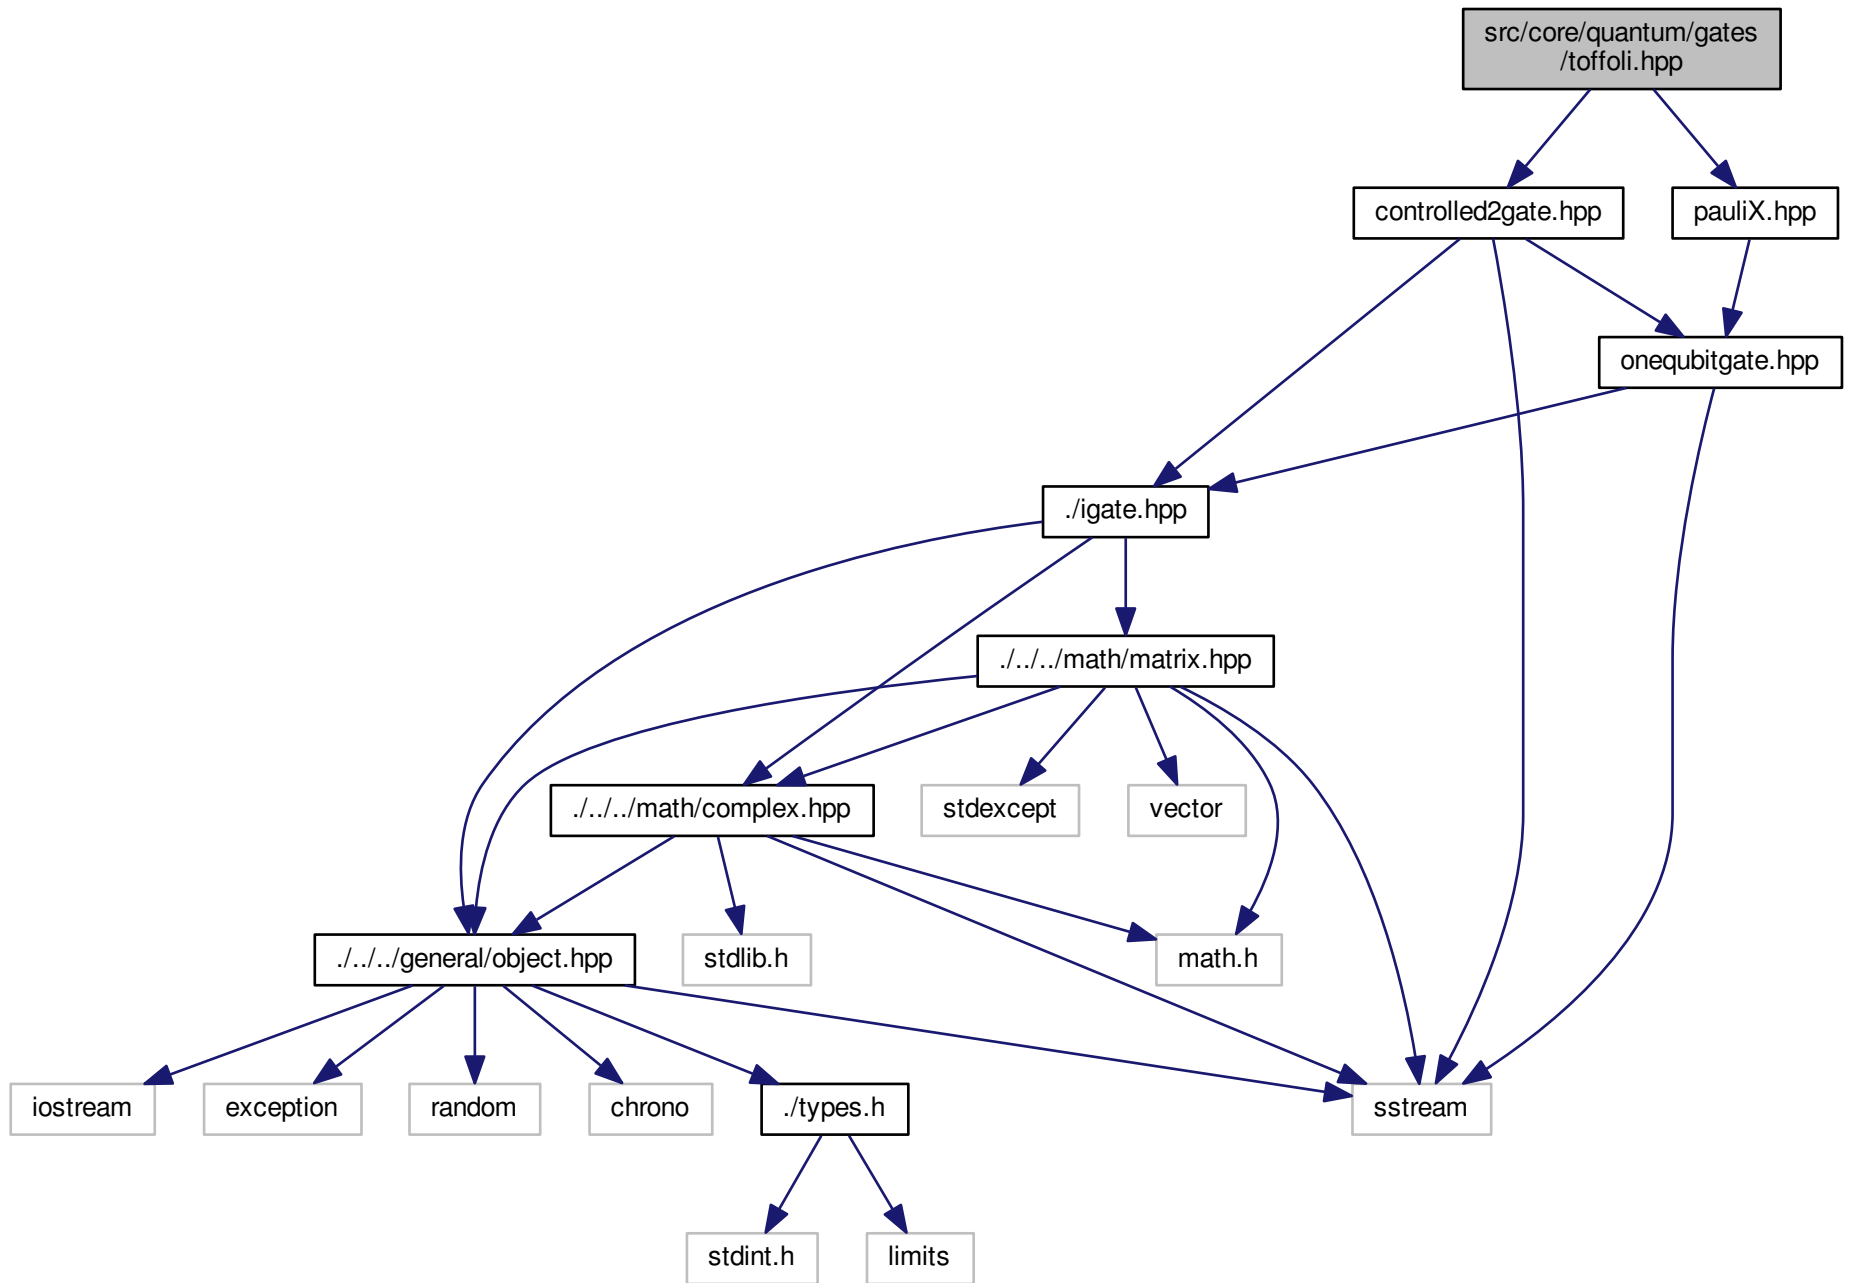 src/core/quantum/gates
/toffoli.hpp
controlled2gate.hpp
pauliX.hpp
onequbitgate.hpp
./igate.hpp
./../../math/matrix.hpp
./../../math/complex.hpp
stdexcept
vector
./../../general/object.hpp
stdlib.h
math.h
iostream
exception
random
chrono
./types.h
sstream
stdint.h
limits